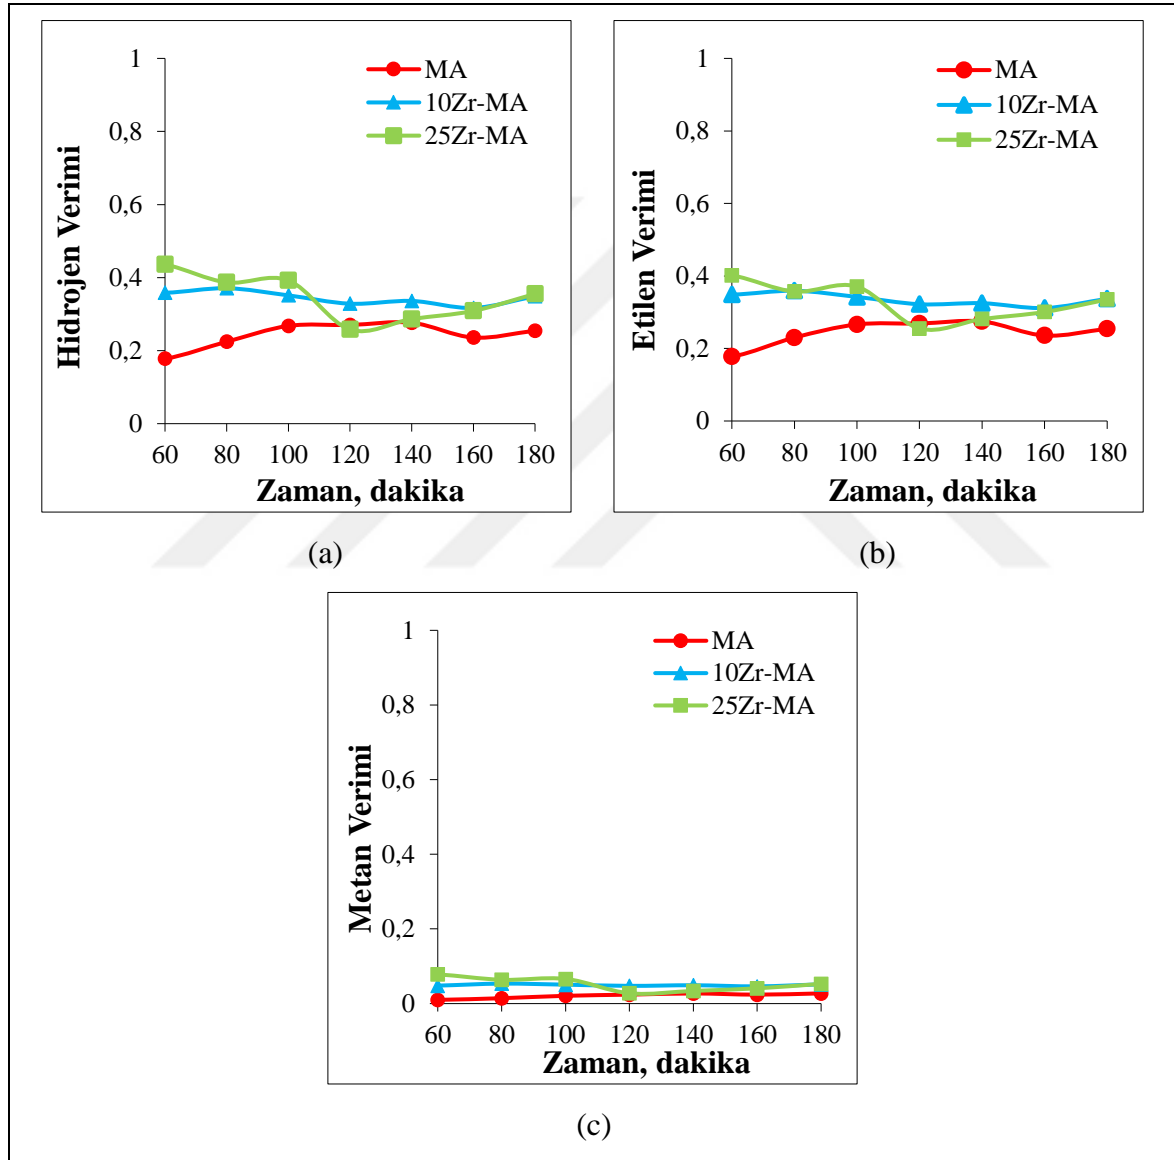 Hidrojen Verimi
1
0,8
0,6
0,4
0,2
0
MA
10Zr-MA
25Zr-MA
60 80 100 120 140 160 180
Zaman, dakika
(a)
Etilen Verimi
1
0,8
0,6
0,4
0,2
0
MA
10Zr-MA
25Zr-MA
60 80 100 120 140 160 180
Zaman, dakika
(b)
Metan Verimi
1
0,8
0,6
0,4
0,2
0
MA
10Zr-MA
25Zr-MA
60 80 100 120 140 160 180
Zaman, dakika
(c)